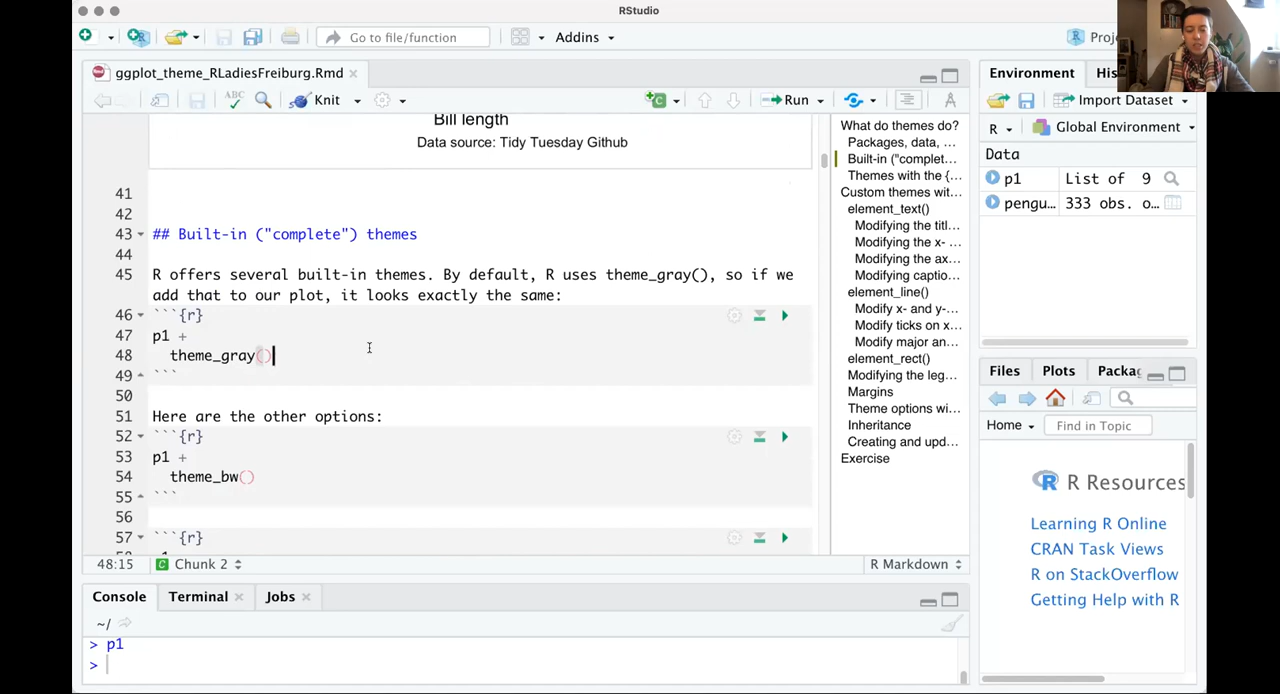 RStudio
Go to file/function
Addins
ggplot_theme_RLadiesFreiburg.Rmd
ABC
Knit
Run
Bill length
Data source: Tidy Tuesday Github
41
42
43 ## Built-in ("complete") themes
44
45 R offers several built-in themes. By default, R uses theme_gray(), so if we
add that to our plot, it looks exactly the same:
46 ```{r}
47 p1 +
48 theme_gray()
49 ```
50
51 Here are the other options:
52 ```{r}
53 p1 +
54 theme_bw()
55 ```
56
57 ```{r}
48:15 Chunk 2 R Markdown
What do themes do?
Packages, data, ...
Built-in ("complet...
Themes with the {...
Custom themes wit...
element_text()
Modifying the titl...
Modifying the x- ...
Modifying the ax...
Modifying captio...
element_line()
Modify x- and y-...
Modify ticks on x...
Modify major an...
element_rect()
Modifying the leg...
Margins
Theme options wi...
Inheritance
Creating and upd...
Exercise
Console Terminal Jobs
~/
> p1
>
Environment His
Import Dataset
R Global Environment
Data
p1 List of 9
pengu... 333 obs. o...
Files Plots Packag
Home Find in Topic
R Resources
Learning R Online
CRAN Task Views
R on StackOverflow
Getting Help with R